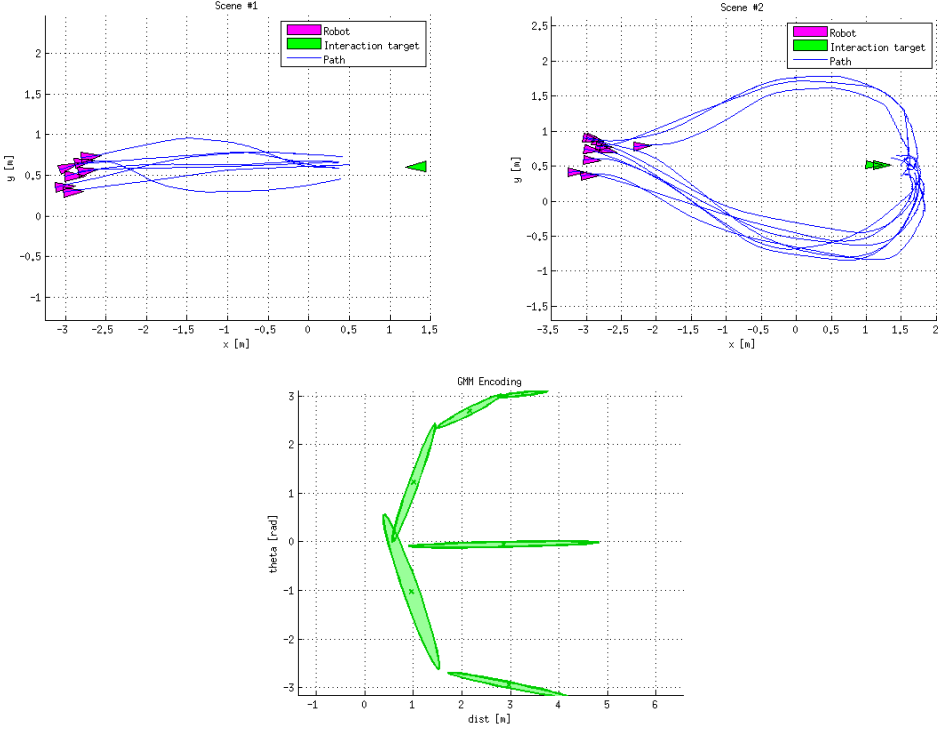 Scene #1
Robot
Interaction target
Path
2
1.5
1
0.5
0
-0.5
-1
y [m]
-3 -2.5 -2 -1.5 -1 -0.5 0 0.5 1 1.5
x [m]
Scene #2
Robot
Interaction target
Path
2.5
2
1.5
1
0.5
0
-0.5
-1
-1.5
y [m]
-3.5 -3 -2.5 -2 -1.5 -1 -0.5 0 0.5 1 1.5 2
x [m]
GMM Encoding
3
2
1
0
-1
-2
-3
theta [rad]
-1 0 1 2 3 4 5 6
dist [m]